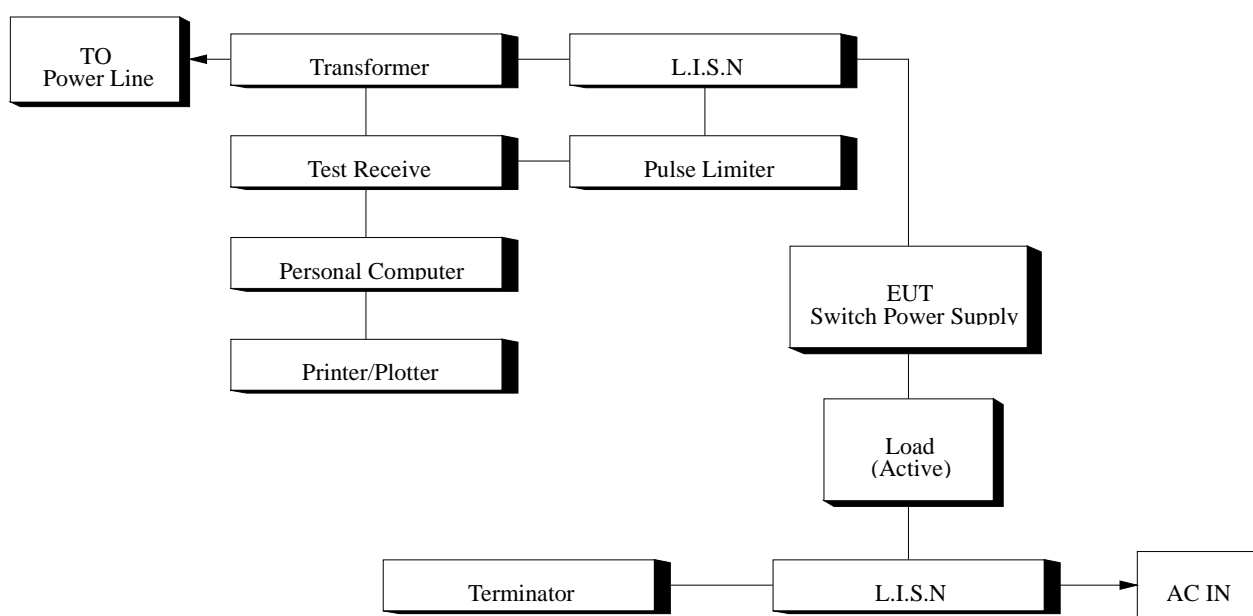 TO
Power Line
Transformer
L.I.S.N
Test Receive
Pulse Limiter
Personal Computer
EUT
Switch Power Supply
Printer/Plotter
Load
(Active)
Terminator
L.I.S.N
AC IN